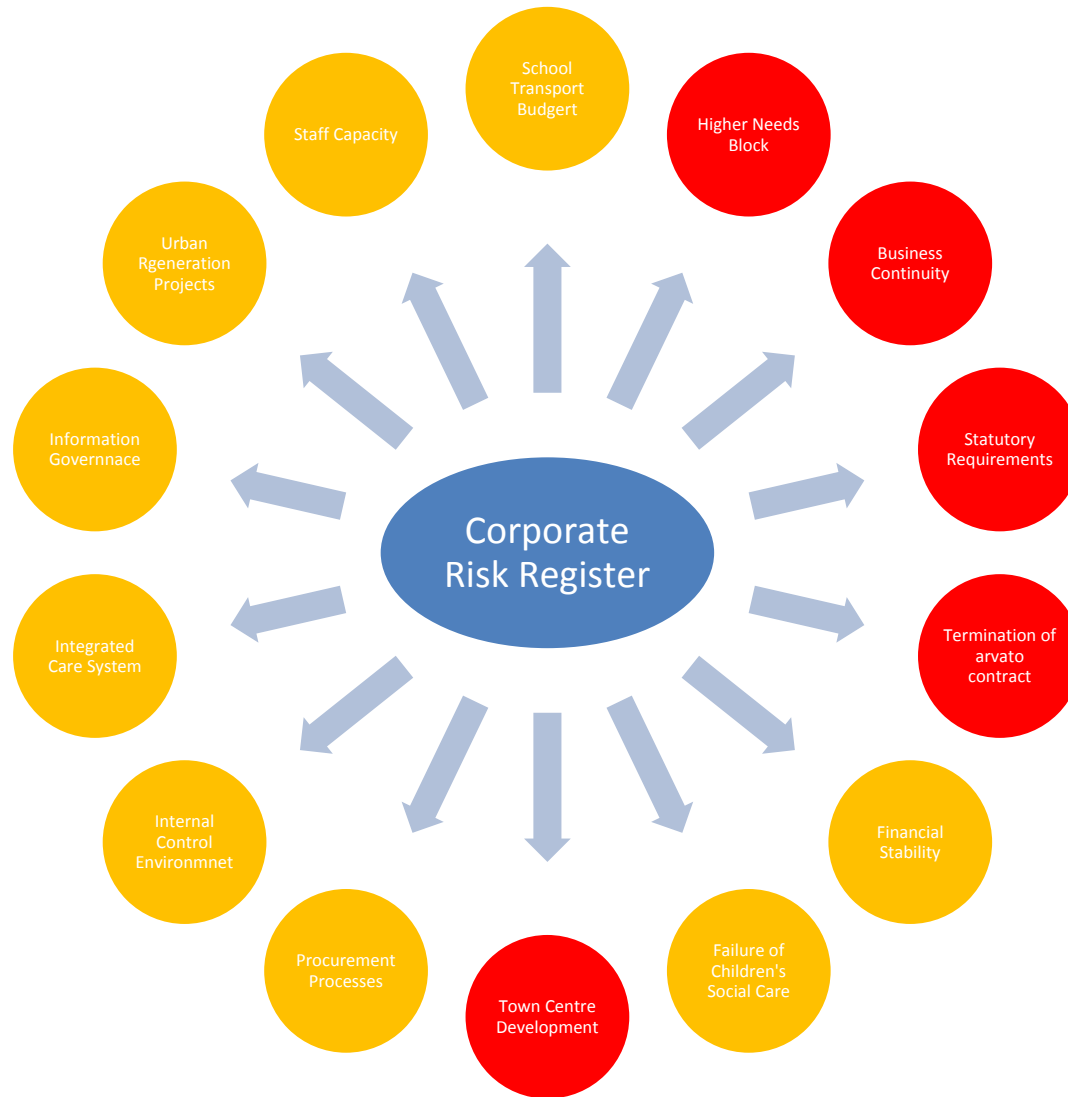 School
Transport
Budgert
Higher Needs
Block
Business
Continuity
Statutory
Requirements
Termination of
arvato
contract
Financial
Stability
Failure of
Children's
Social Care
Town Centre
Development
Procurement
Processes
Internal
Control
Environmnet
Integrated
Care System
Information
Governnace
Urban
Rgeneration
Projects
Staff Capacity
Corporate
Risk Register